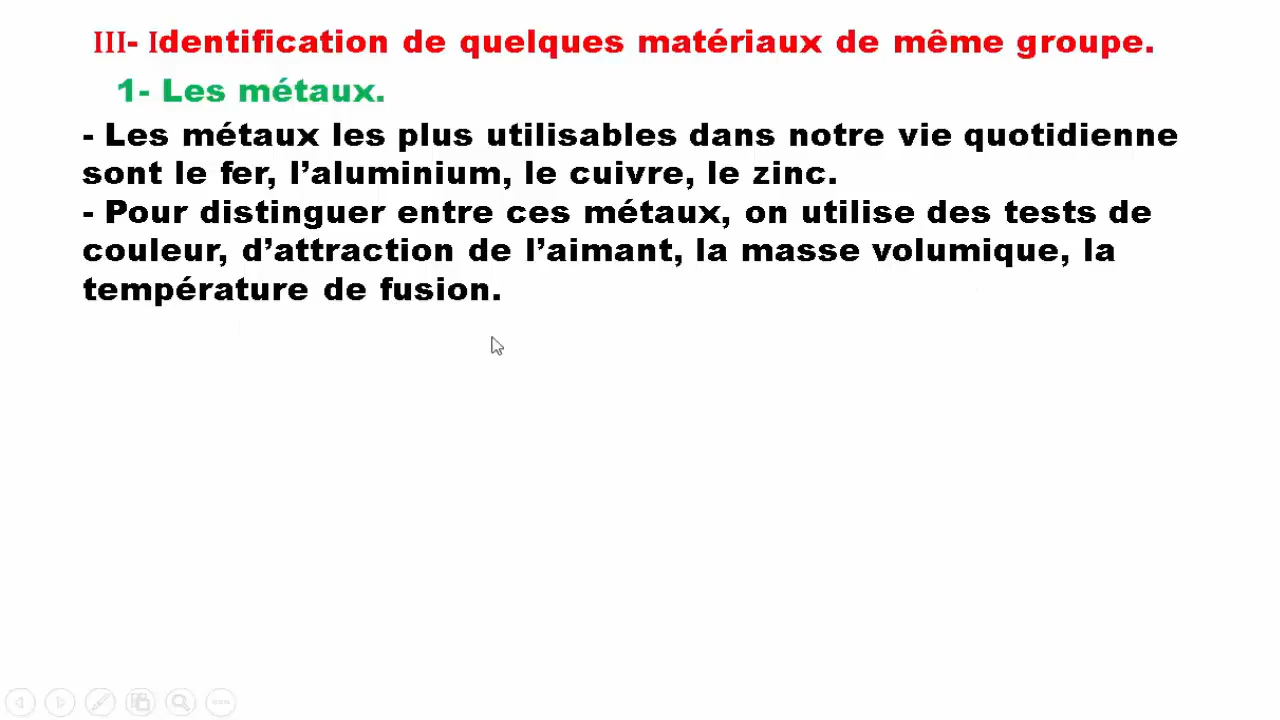 III- Identification de quelques matériaux de même groupe.
1- Les métaux.
- Les métaux les plus utilisables dans notre vie quotidienne
sont le fer, l’aluminium, le cuivre, le zinc.
- Pour distinguer entre ces métaux, on utilise des tests de
couleur, d’attraction de l’aimant, la masse volumique, la
température de fusion.